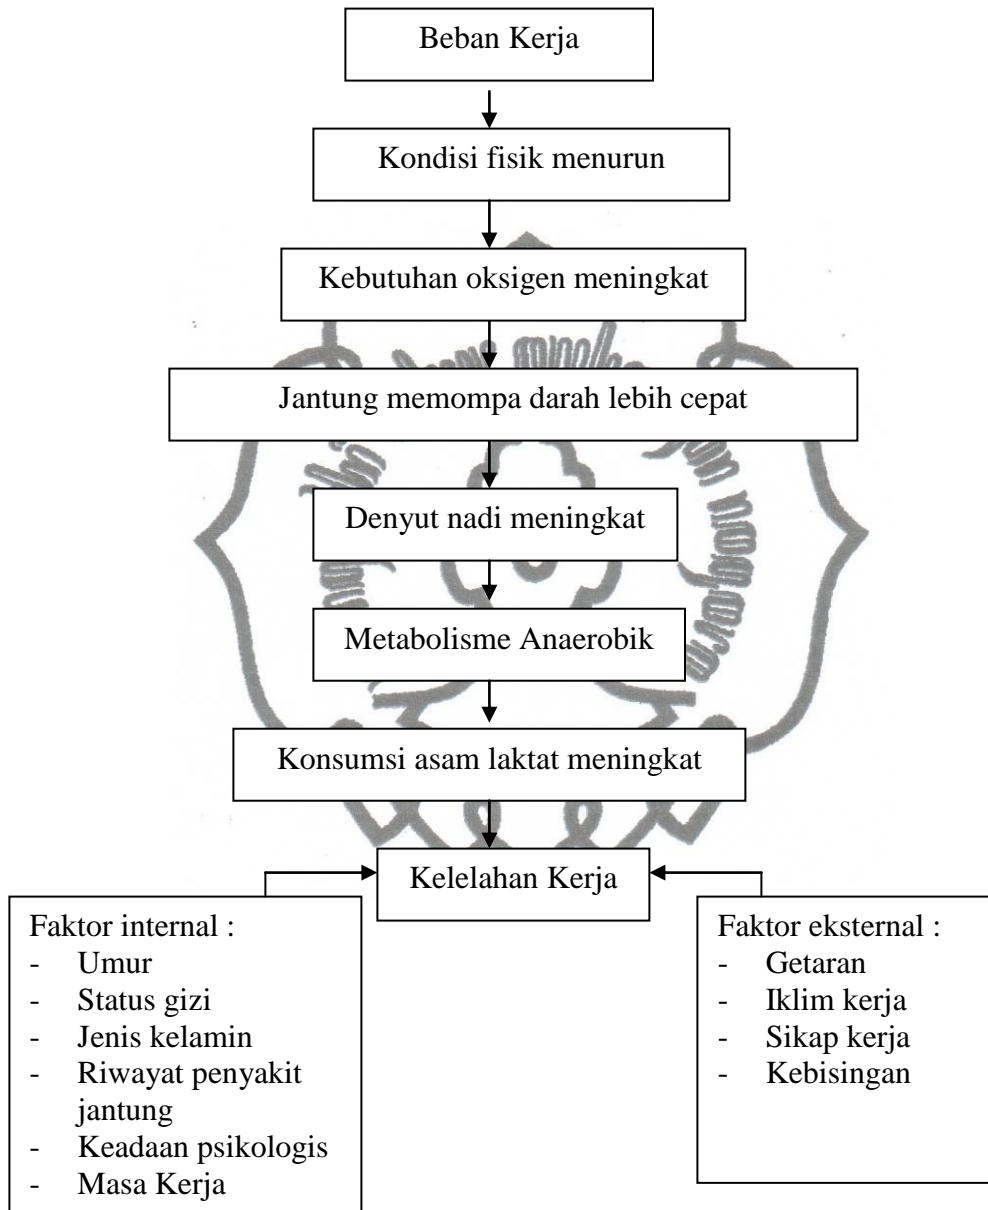 Beban Kerja
Kondisi fisik menurun
Kebutuhan oksigen meningkat
Jantung memompa darah lebih cepat
Denyut nadi meningkat
Metabolisme Anaerobik
Konsumsi asam laktat meningkat
Kelelahan Kerja
Faktor internal :
- Umur
- Status gizi
- Jenis kelamin
- Riwayat penyakit
jantung
- Keadaan psikologis
- Masa Kerja
Faktor eksternal :
- Getaran
- Iklim kerja
- Sikap kerja
- Kebisingan